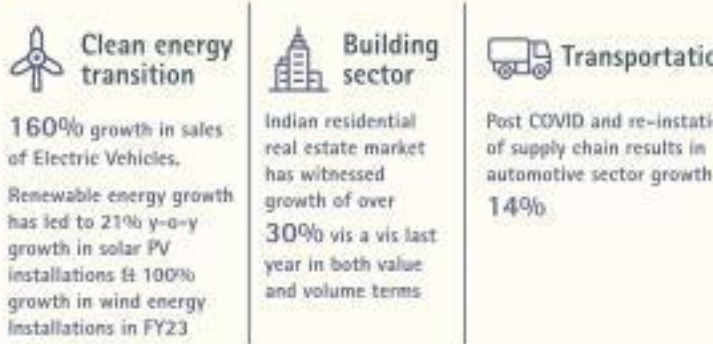 Clean energy
transition
160% growth in sales
of Electric Vehicles.
Renewable energy growth
has led to 21% y-o-y
growth in solar PV
installations & 100%
growth in wind energy
Installations in FY23
Building
sector
Indian residential
real estate market
has witnessed
growth of over
30% vis a vis last
year in both value
and volume terms
Transportatio
Post COVID and re-instati
of supply chain results in
automotive sector growth
14%